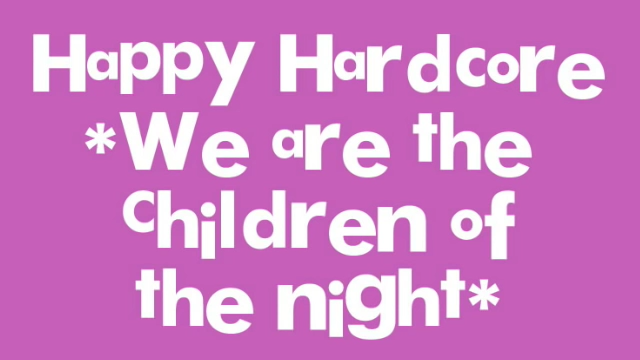 Happy Hardcore
*We are the
children of
the night*